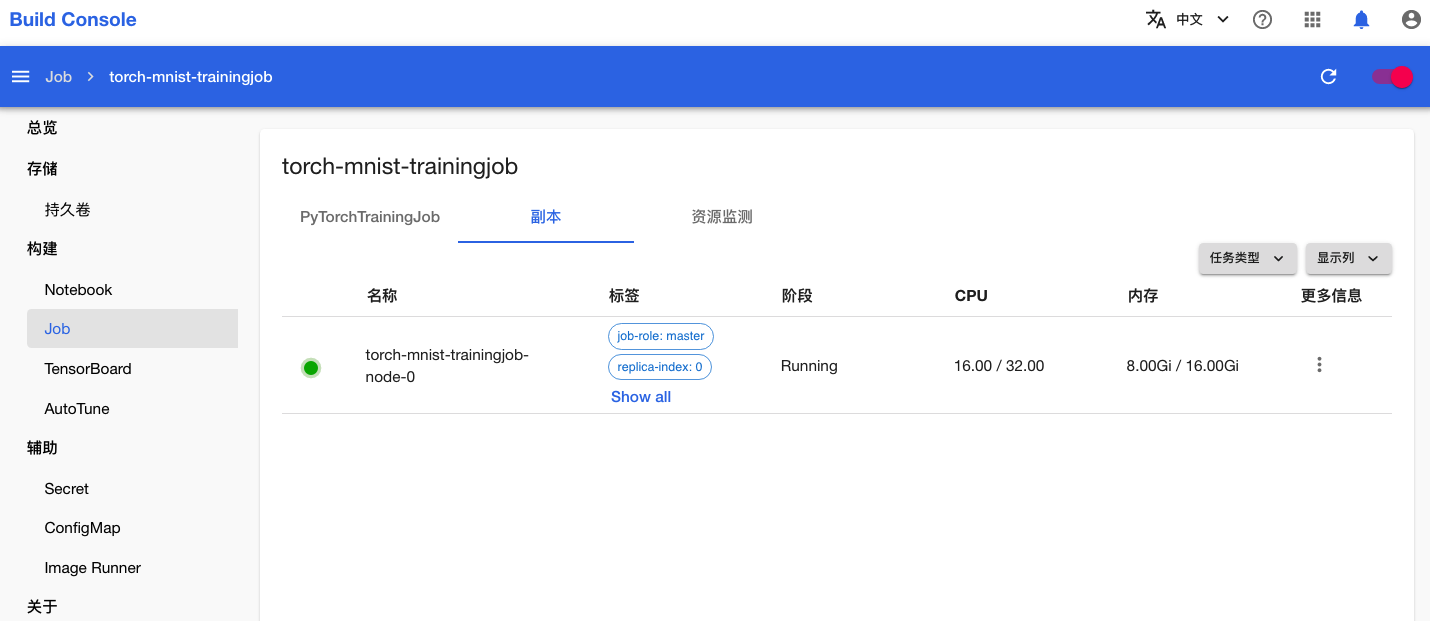 Build Console
中文
Job
torch-mnist-trainingjob
总览
存储
持久卷
构建
Notebook
Job
TensorBoard
AutoTune
辅助
Secret
ConfigMap
Image Runner
关于
torch-mnist-trainingjob
PyTorchTrainingJob 副本 资源监测
任务类型 显示列
名称 标签 阶段 CPU 内存 更多信息
torch-mnist-trainingjob-
node-0
job-role: master
replica-index: 0
Show all
Running
16.00 / 32.00
8.00Gi / 16.00Gi